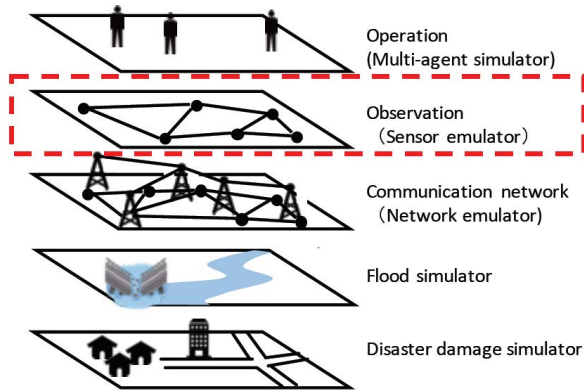 Operation
(Multi-agent simulator)
Observation
（Sensor emulator）
Communication network
（Network emulator)
Flood simulator
Disaster damage simulator